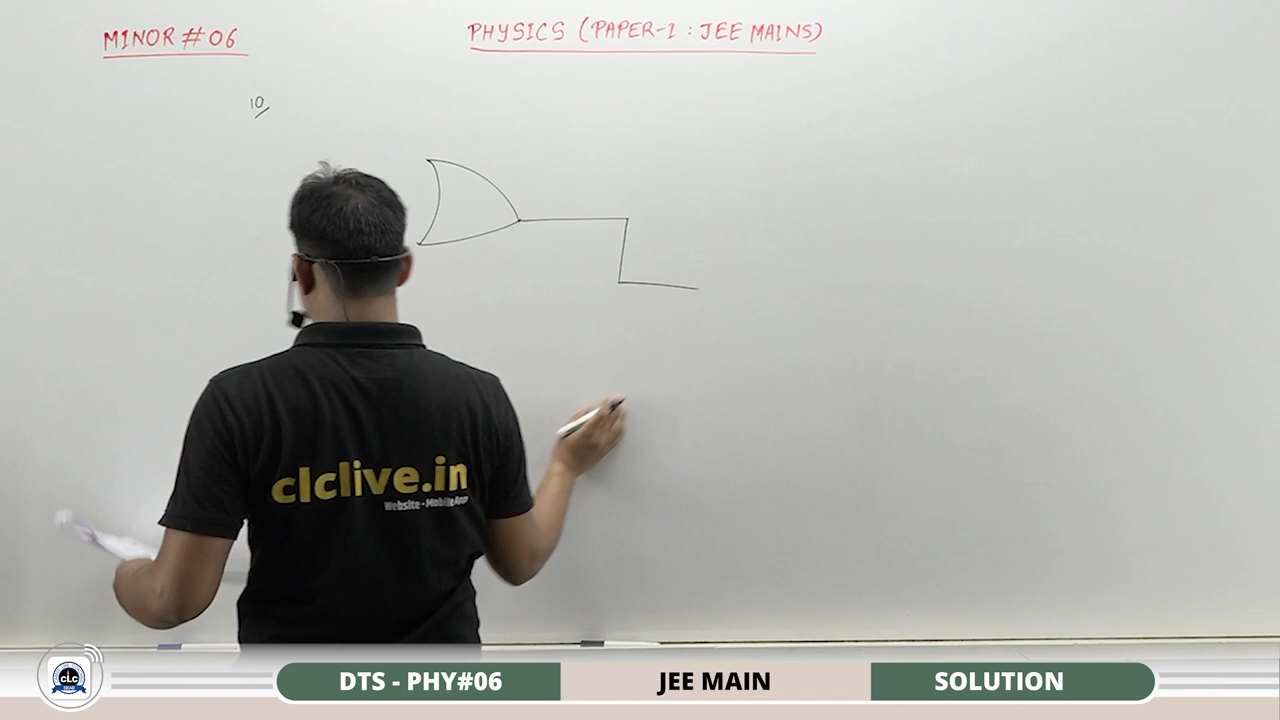 MINOR # 06
PHYSICS (PAPER-1 : JEE MAINS)
10
clclive.in
Website - Mobile App
CLC
DTS - PHY#06
JEE MAIN
SOLUTION